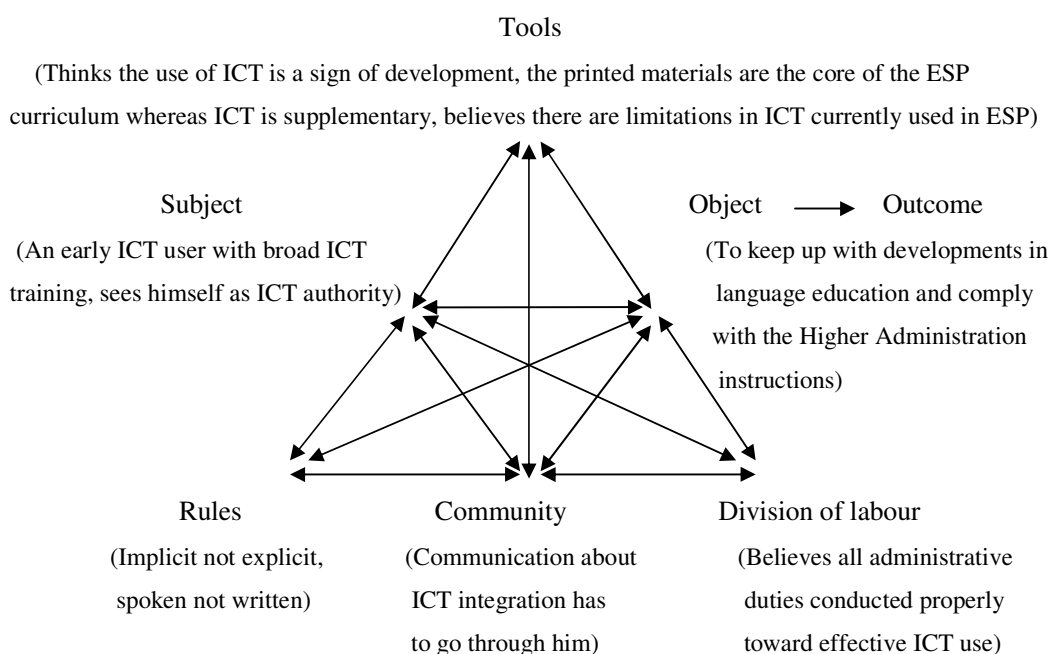 Tools
(Thinks the use of ICT is a sign of development, the printed materials are the core of the ESP
curriculum whereas ICT is supplementary, believes there are limitations in ICT currently used in ESP)
Subject
(An early ICT user with broad ICT
training, sees himself as ICT authority)
Object Outcome
(To keep up with developments in
language education and comply
with the Higher Administration
instructions)
Rules
(Implicit not explicit,
spoken not written)
Community
(Communication about
ICT integration has
to go through him)
Division of labour
(Believes all administrative
duties conducted properly
toward effective ICT use)